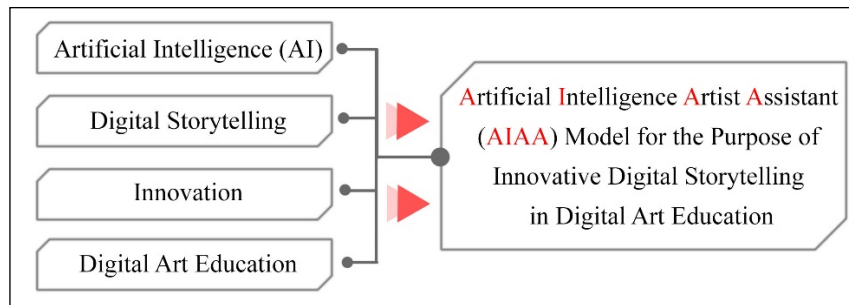 Artificial Intelligence (AI)
Digital Storytelling
Innovation
Digital Art Education
Artificial Intelligence Artist Assistant
(AIAA) Model for the Purpose of
Innovative Digital Storytelling
in Digital Art Education